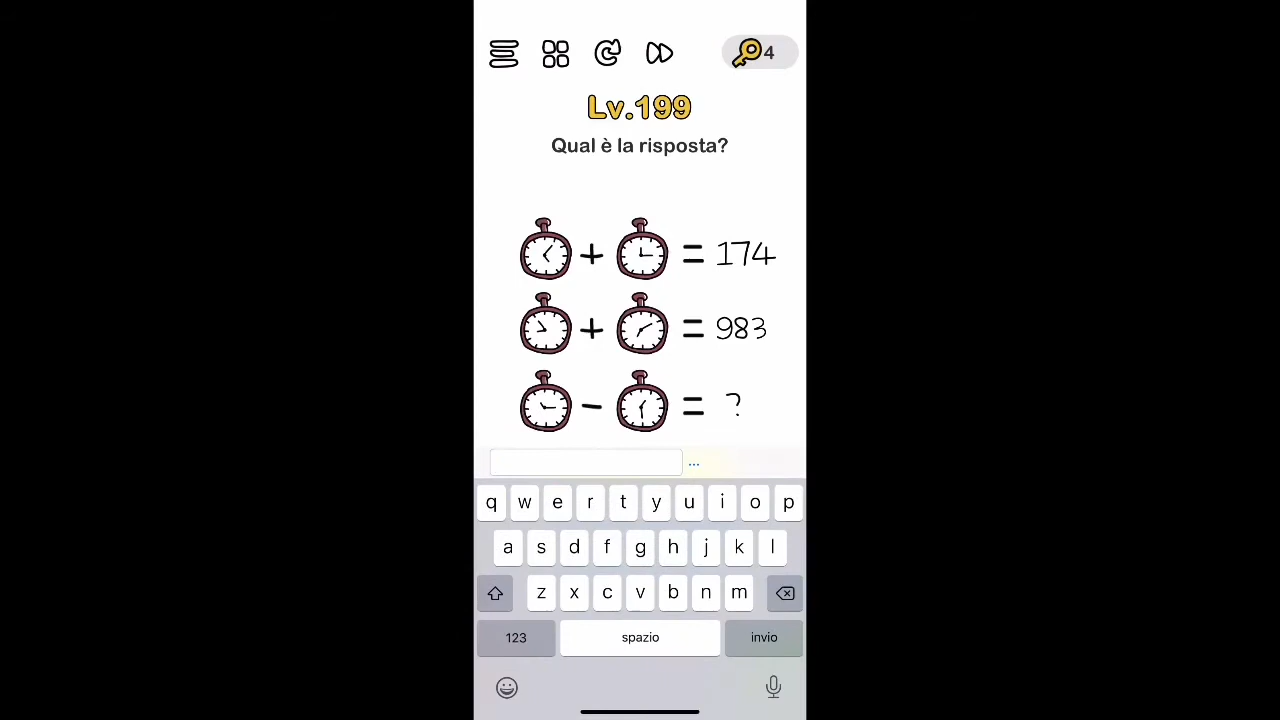 4
Lv.199
Qual è la risposta?
+ = 174
+ = 983
- = ?
...
q w e r t y u i o p
a s d f g h j k l
z x c v b n m
123 spazio invio